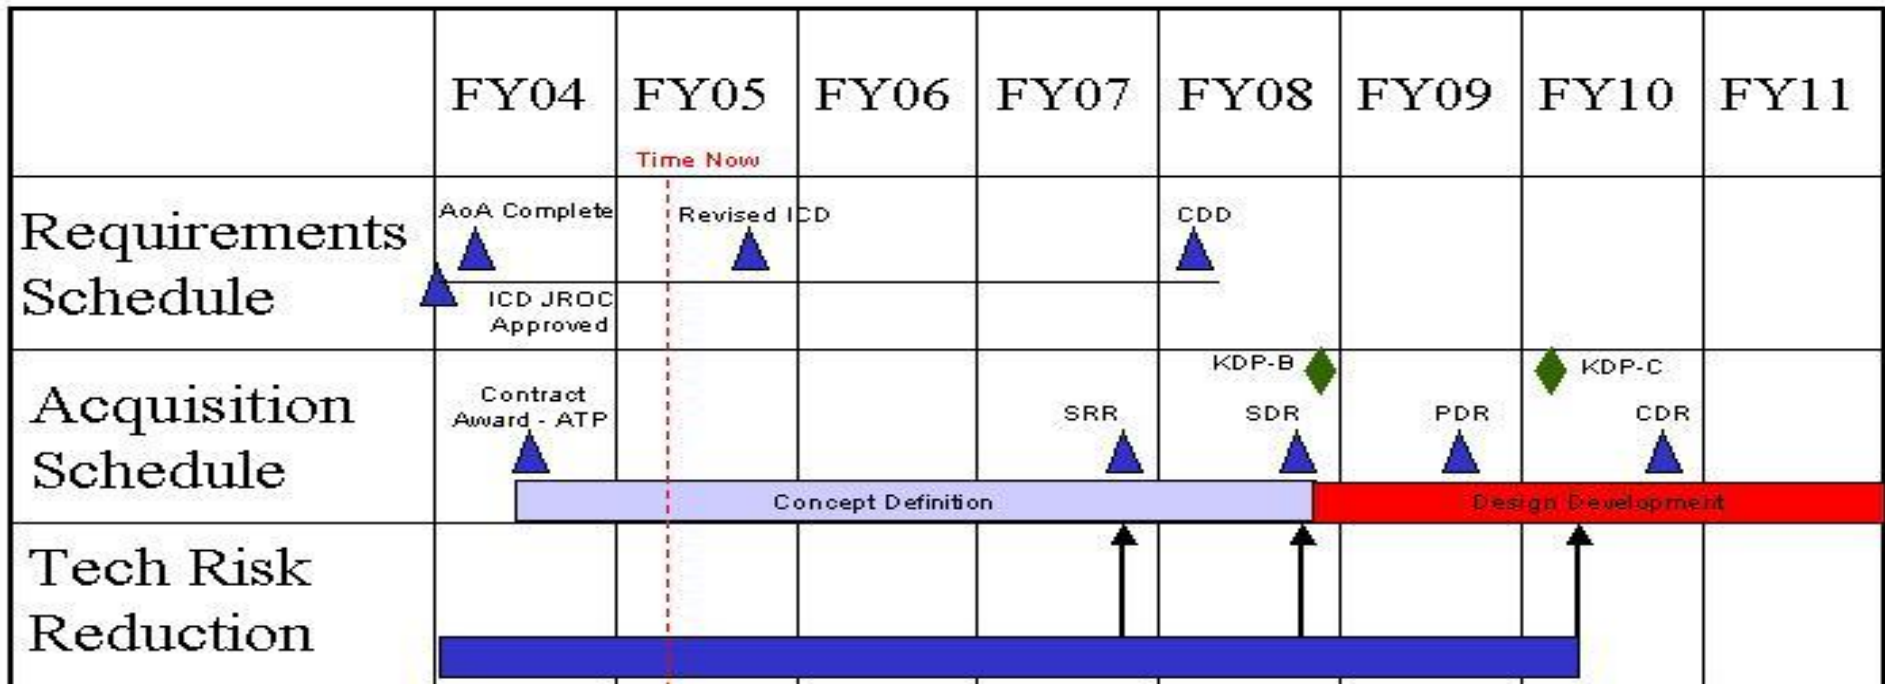 FY04 FY05 FY06 FY07 FY08 FY09 FY10 FY11
Time Now
Requirements
Schedule
AoA Complete
Revised ICD
CDD
ICD JROC
Approved
Acquisition
Schedule
KDP-B
KDP-C
Contract
Award - ATP
SRR
SDR
PDR
CDR
Concept Definition
Design Development
Tech Risk
Reduction